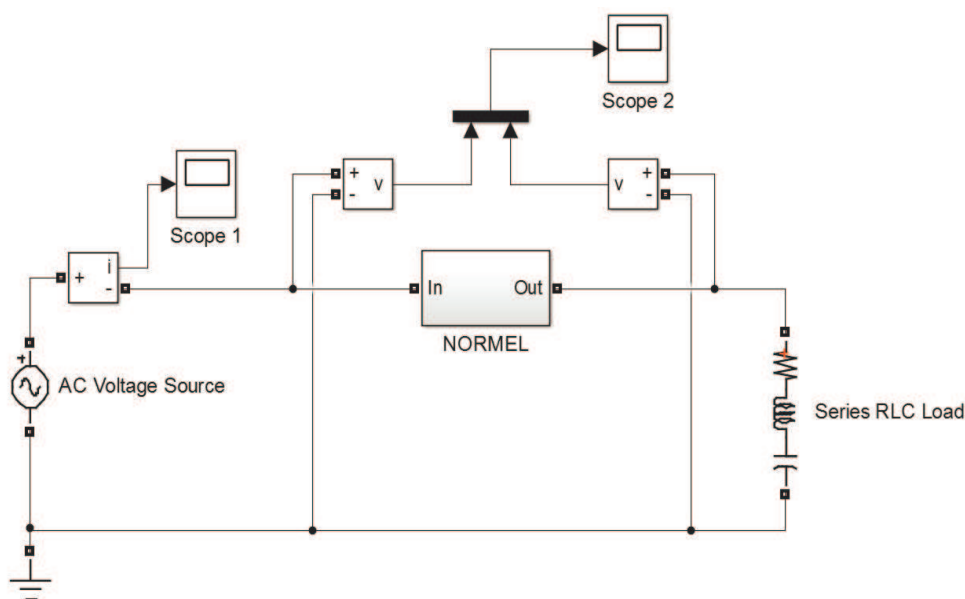 Scope 2
+
-
v
v
+
-
Scope 1
+
i
-
In
Out
NORMEL
+
AC Voltage Source
Series RLC Load